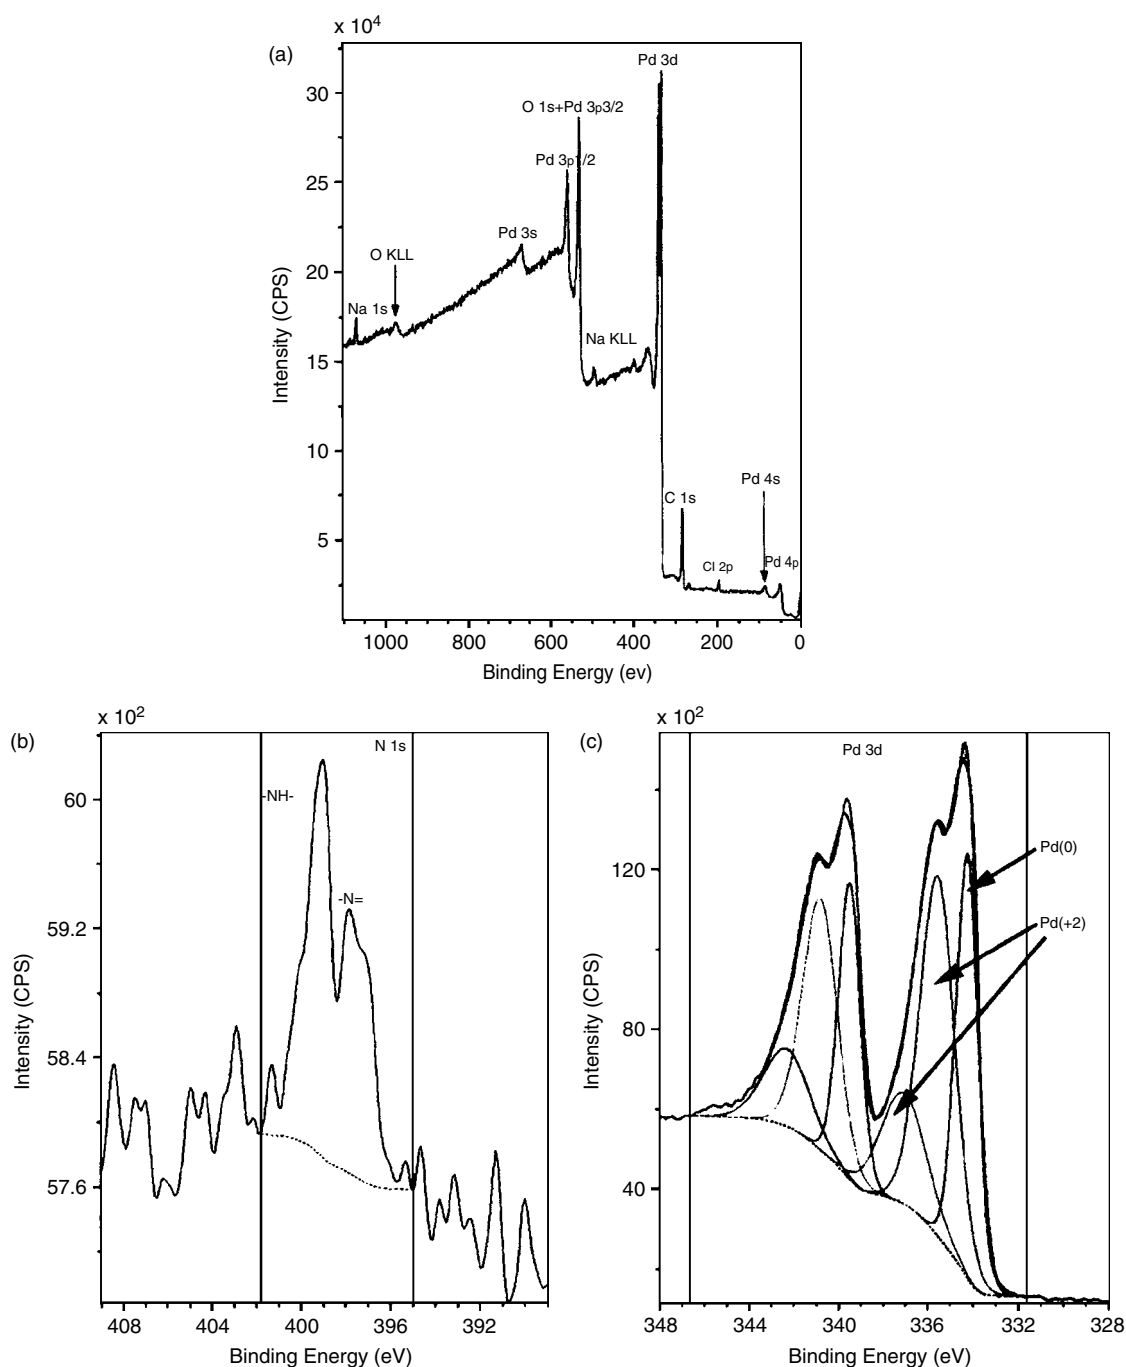 (a)
x 10⁴
Pd 3d
O 1s+Pd 3p3/2
Pd 3p1/2
Pd 3s
O KLL
Na 1s
Na KLL
Pd 4s
C 1s
Cl 2p
Pd 4p
30
25
20
15
10
5
Intensity (CPS)
1000 800 600 400 200 0
Binding Energy (ev)
(b)
x 10²
N 1s
-NH-
-N=
60
59.2
58.4
57.6
Intensity (CPS)
408 404 400 396 392
Binding Energy (eV)
(c)
x 10²
Pd 3d
Pd(0)
Pd(+2)
120
80
40
Intensity (CPS)
348 344 340 336 332 328
Binding Energy (eV)